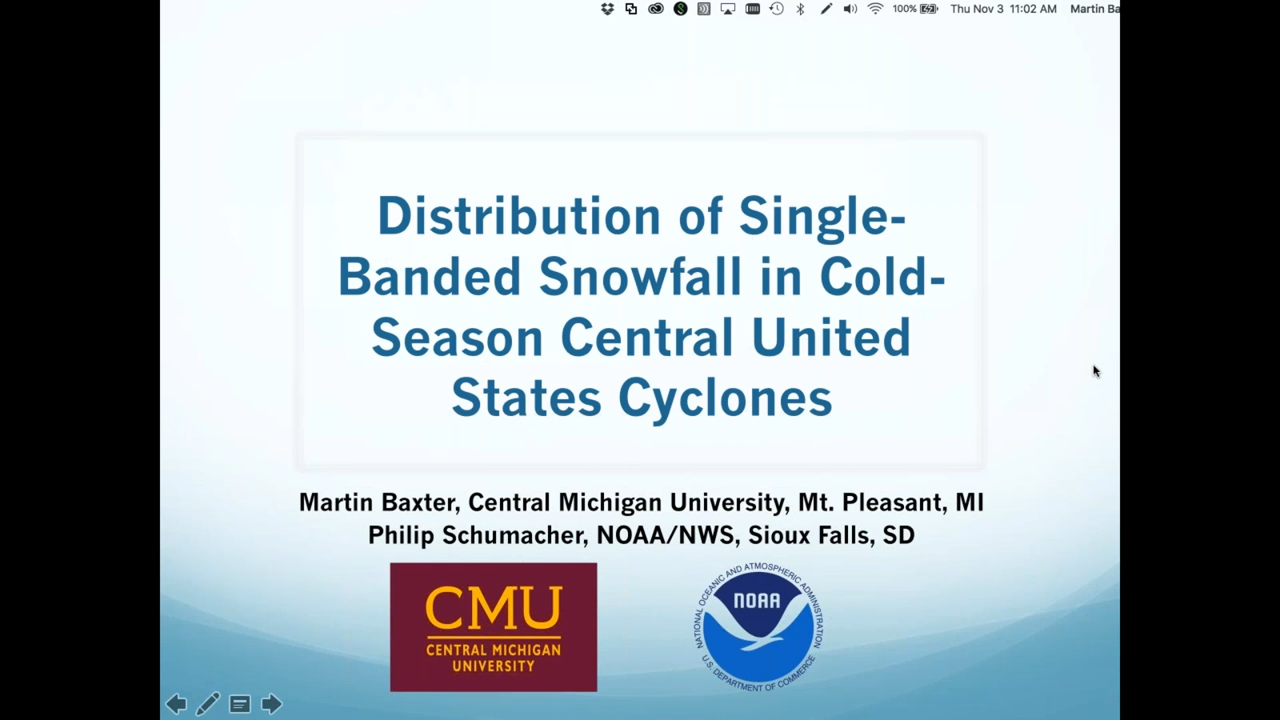 100% Thu Nov 3 11:02 AM Martin Ba
Distribution of Single-
Banded Snowfall in Cold-
Season Central United
States Cyclones
Martin Baxter, Central Michigan University, Mt. Pleasant, MI
Philip Schumacher, NOAA/NWS, Sioux Falls, SD
CMU
CENTRAL MICHIGAN
UNIVERSITY
NATIONAL OCEANIC AND ATMOSPHERIC ADMINISTRATION
NOAA
U.S. DEPARTMENT OF COMMERCE